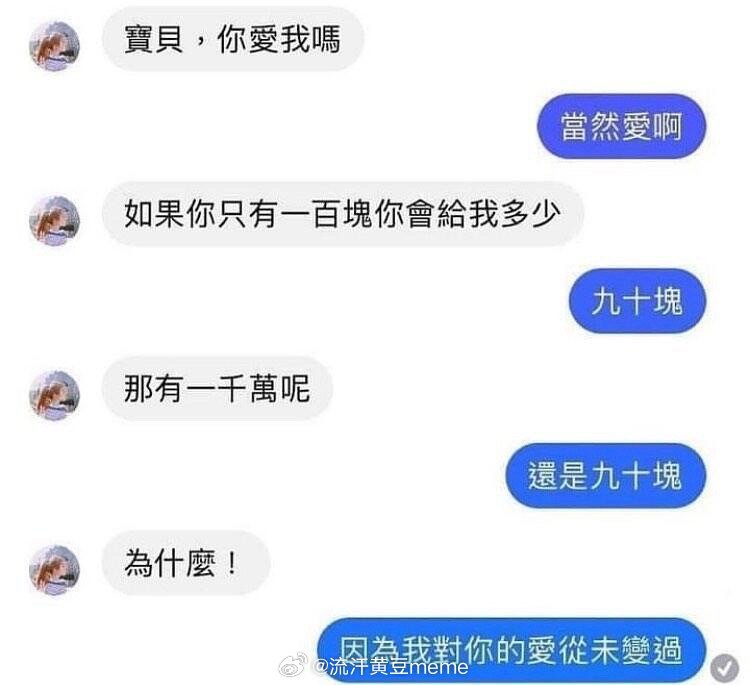 寶貝，你愛我嗎
當然愛啊
如果你只有一百塊你會給我多少
九十塊
那有一千萬呢
還是九十塊
為什麼！
因為我對你的愛從未變過
@流汗黄豆meme